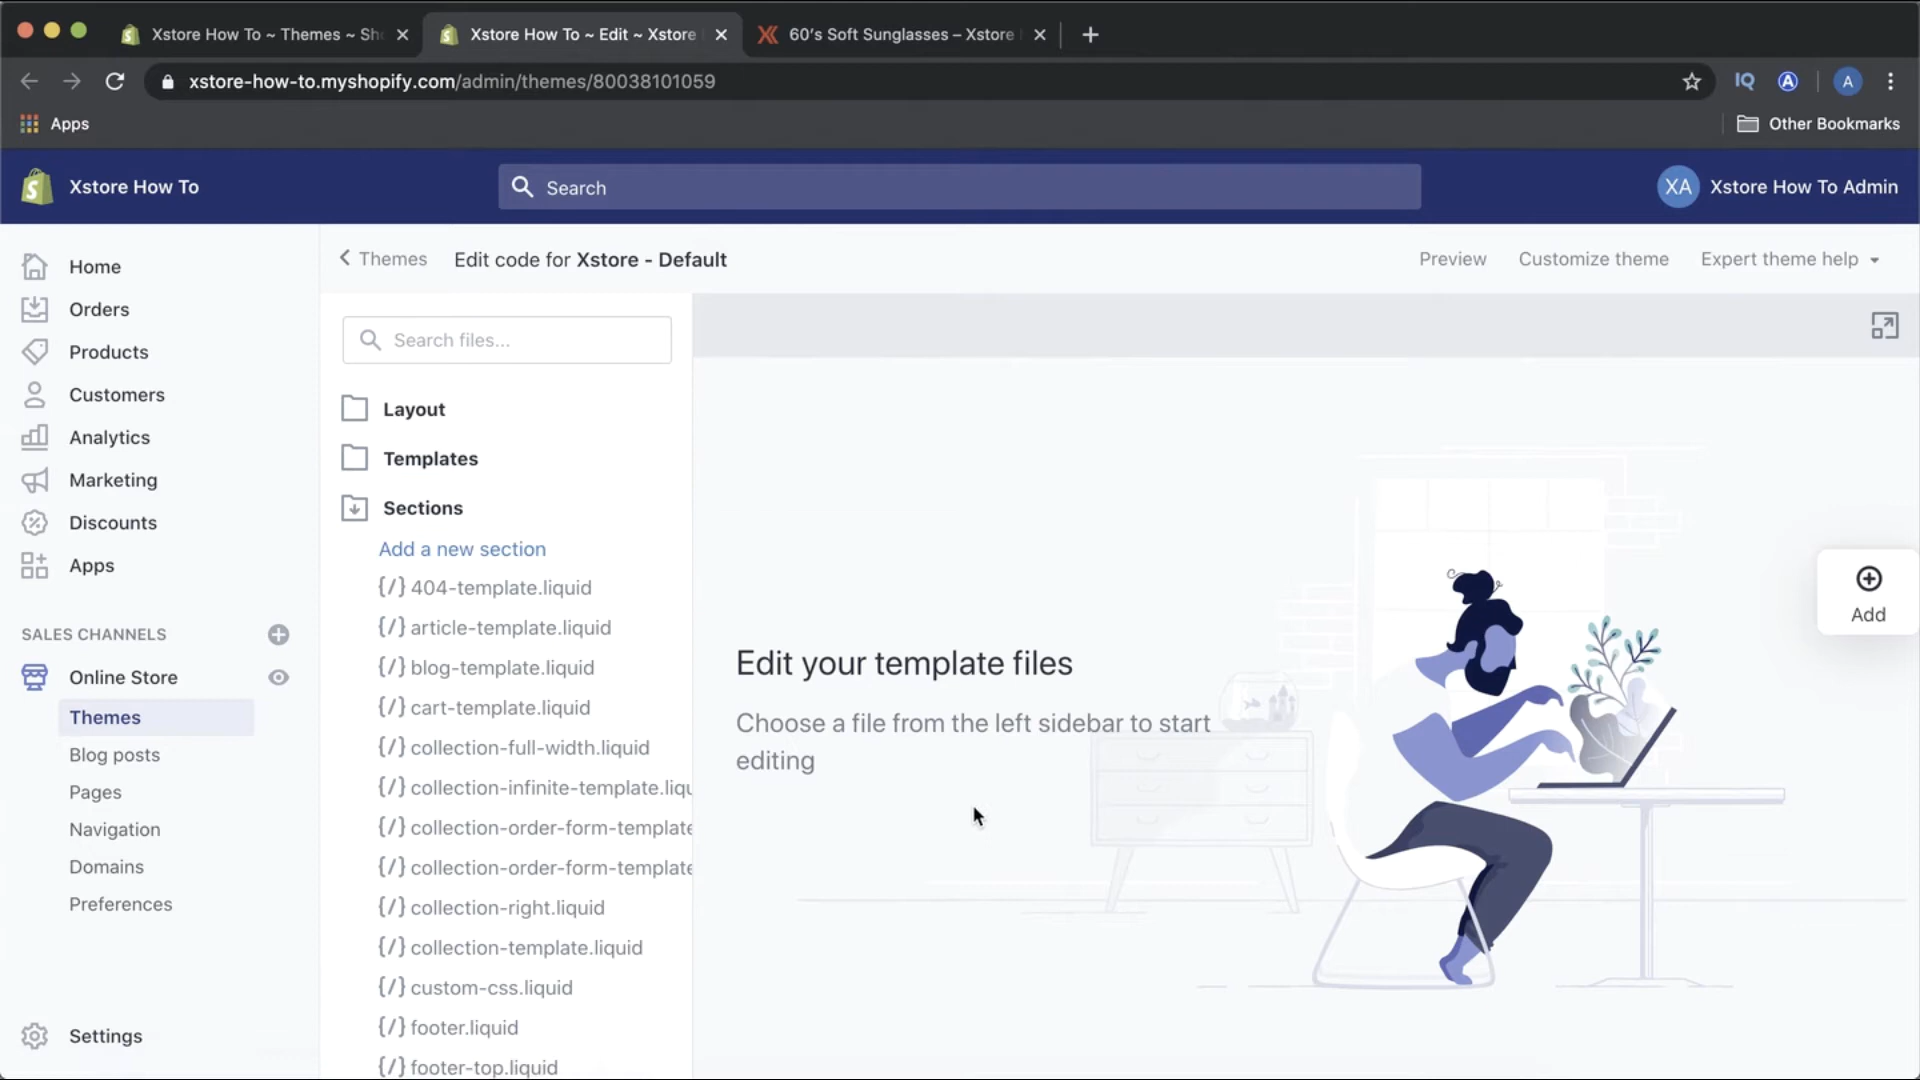 Xstore How To ~ Themes ~ Sh
Xstore How To ~ Edit ~ Xstore
60's Soft Sunglasses – Xstore
xstore-how-to.myshopify.com/admin/themes/80038101059
IQ
A
A
Apps
Other Bookmarks
Xstore How To
Search
XA
Xstore How To Admin
Themes
Edit code for Xstore - Default
Preview
Customize theme
Expert theme help
Home
Orders
Products
Customers
Analytics
Marketing
Discounts
Apps
SALES CHANNELS
Online Store
Themes
Blog posts
Pages
Navigation
Domains
Preferences
Settings
Search files...
Layout
Templates
Sections
Add a new section
{/} 404-template.liquid
{/} article-template.liquid
{/} blog-template.liquid
{/} cart-template.liquid
{/} collection-full-width.liquid
{/} collection-infinite-template.liqu
{/} collection-order-form-template
{/} collection-order-form-template
{/} collection-right.liquid
{/} collection-template.liquid
{/} custom-css.liquid
{/} footer.liquid
{/} footer-top.liquid
Edit your template files
Choose a file from the left sidebar to start
editing
Add